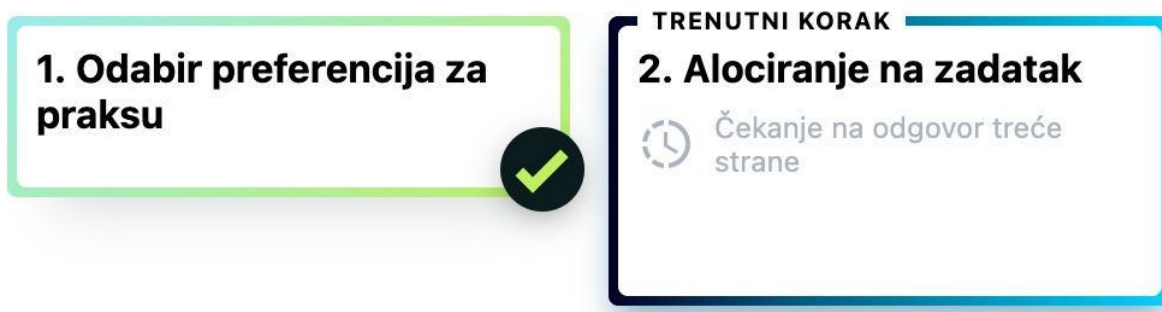 1. Odabir preferencija za
praksu
TRENUTNI KORAK
2. Alociranje na zadatak
Čekanje na odgovor treće
strane